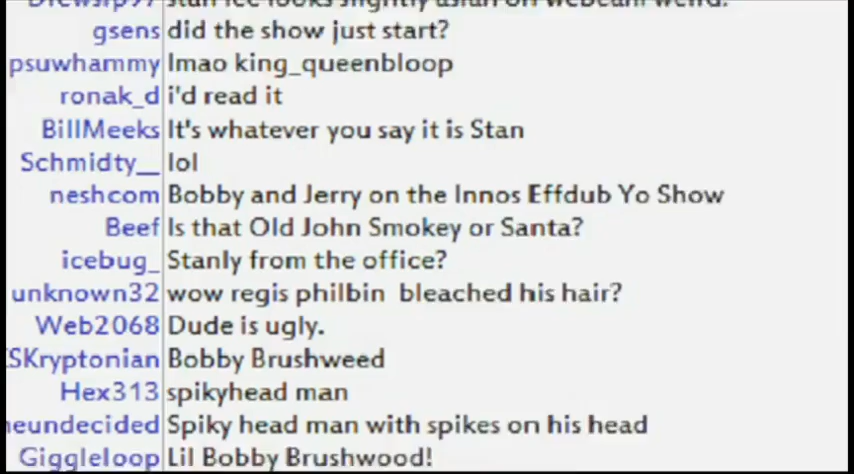 gsens did the show just start?
psuwhammy lmao king_queenbloop
ronak_d i'd read it
BillMeeks It's whatever you say it is Stan
Schmidty__ lol
neshcom Bobby and Jerry on the Innos Effdub Yo Show
Beef Is that Old John Smokey or Santa?
icebug_ Stanly from the office?
unknown32 wow regis philbin bleached his hair?
Web2068 Dude is ugly.
SKryptonian Bobby Brushweed
Hex313 spikyhead man
neundecided Spiky head man with spikes on his head
Giggleloop Lil Bobby Brushwood!